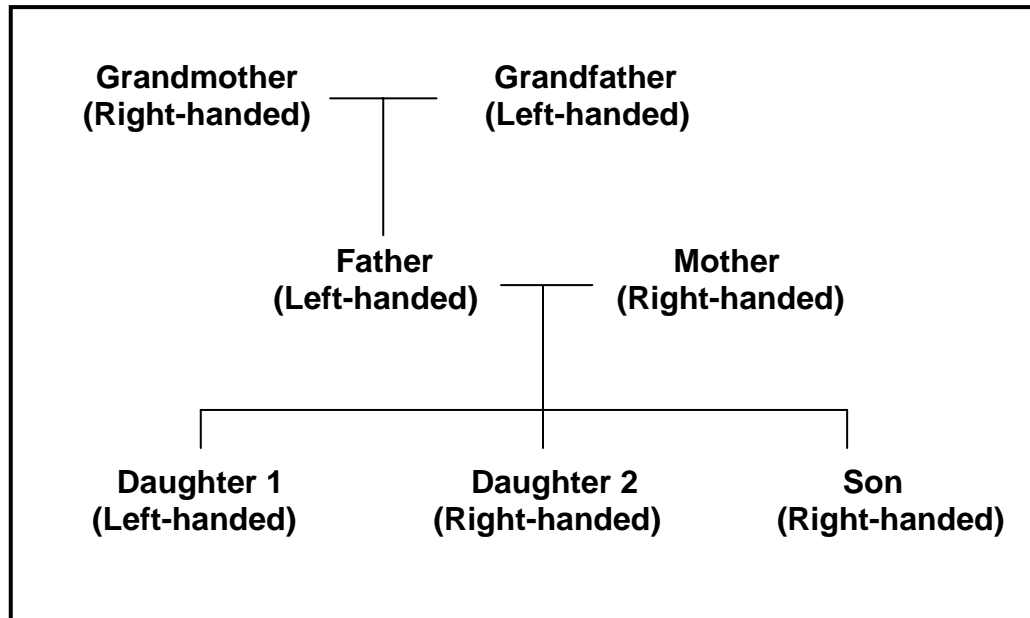 Grandmother
(Right-handed)
Grandfather
(Left-handed)
Father
(Left-handed)
Mother
(Right-handed)
Daughter 1
(Left-handed)
Daughter 2
(Right-handed)
Son
(Right-handed)